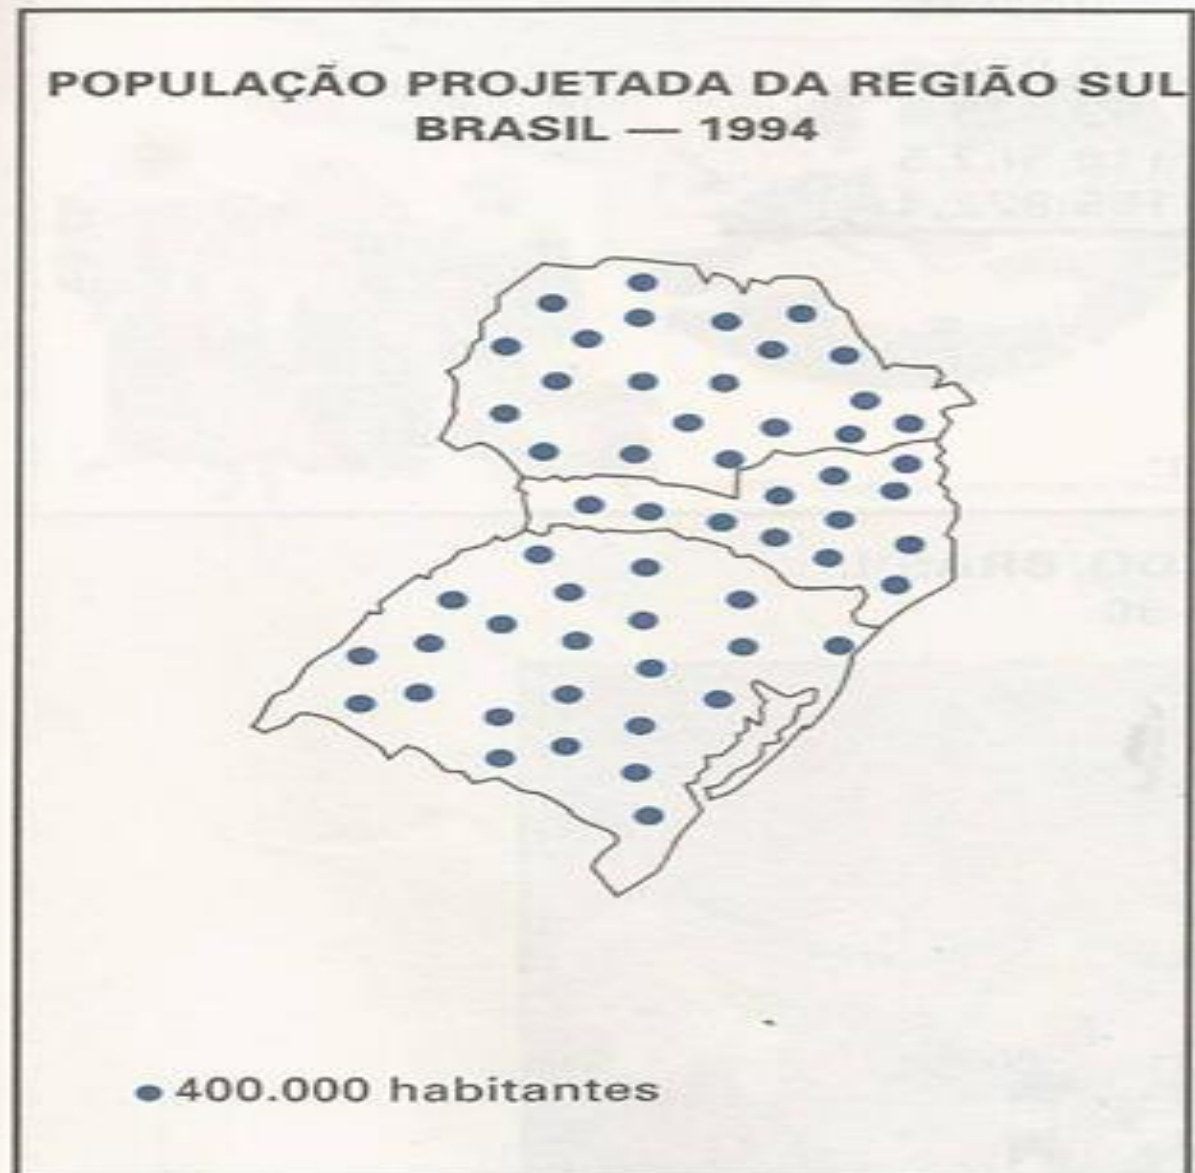 POPULAÇÃO PROJETADA DA REGIÃO SUL
BRASIL — 1994
400.000 habitantes